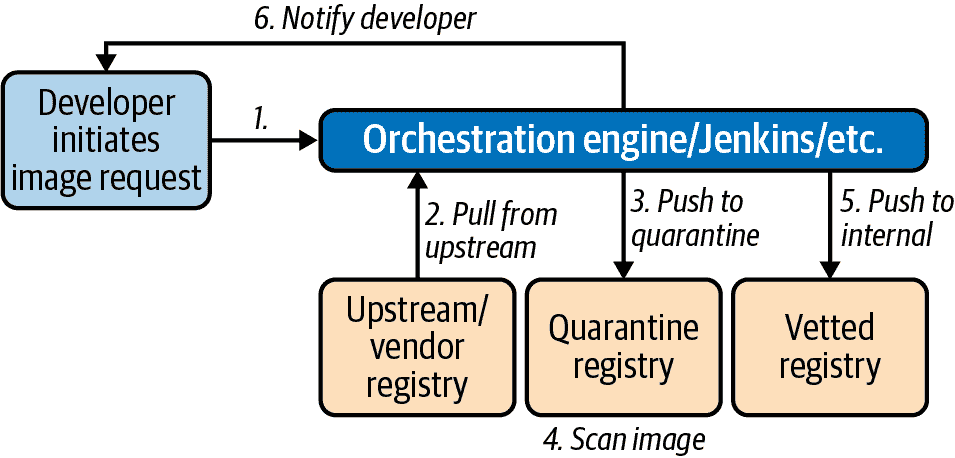 6. Notify developer
Developer
initiates
image request
1.
Orchestration engine/Jenkins/etc.
2. Pull from
upstream
3. Push to
quarantine
5. Push to
internal
Upstream/
vendor
registry
Quarantine
registry
Vetted
registry
4. Scan image